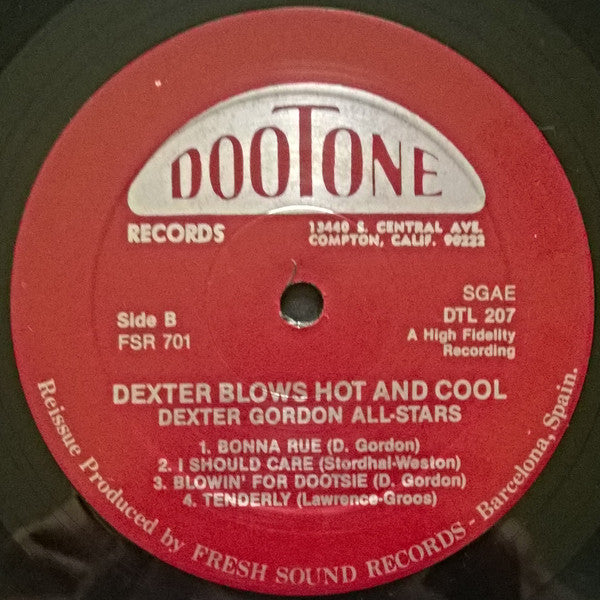 DOOTONE
RECORDS
13440 S. CENTRAL AVE.
COMPTON, CALIF. 90222
Side B
FSR 701
SGAE
DTL 207
A High Fidelity
Recording
DEXTER BLOWS HOT AND COOL
DEXTER GORDON ALL-STARS
1. BONNA RUE (D. Gordon)
2. I SHOULD CARE (Stordhal-Weston)
3. BLOWIN' FOR DOOTSIE (D. Gordon)
4. TENDERLY (Lawrence-Groos)
Reissue Produced by FRESH SOUND RECORDS - Barcelona, Spain.